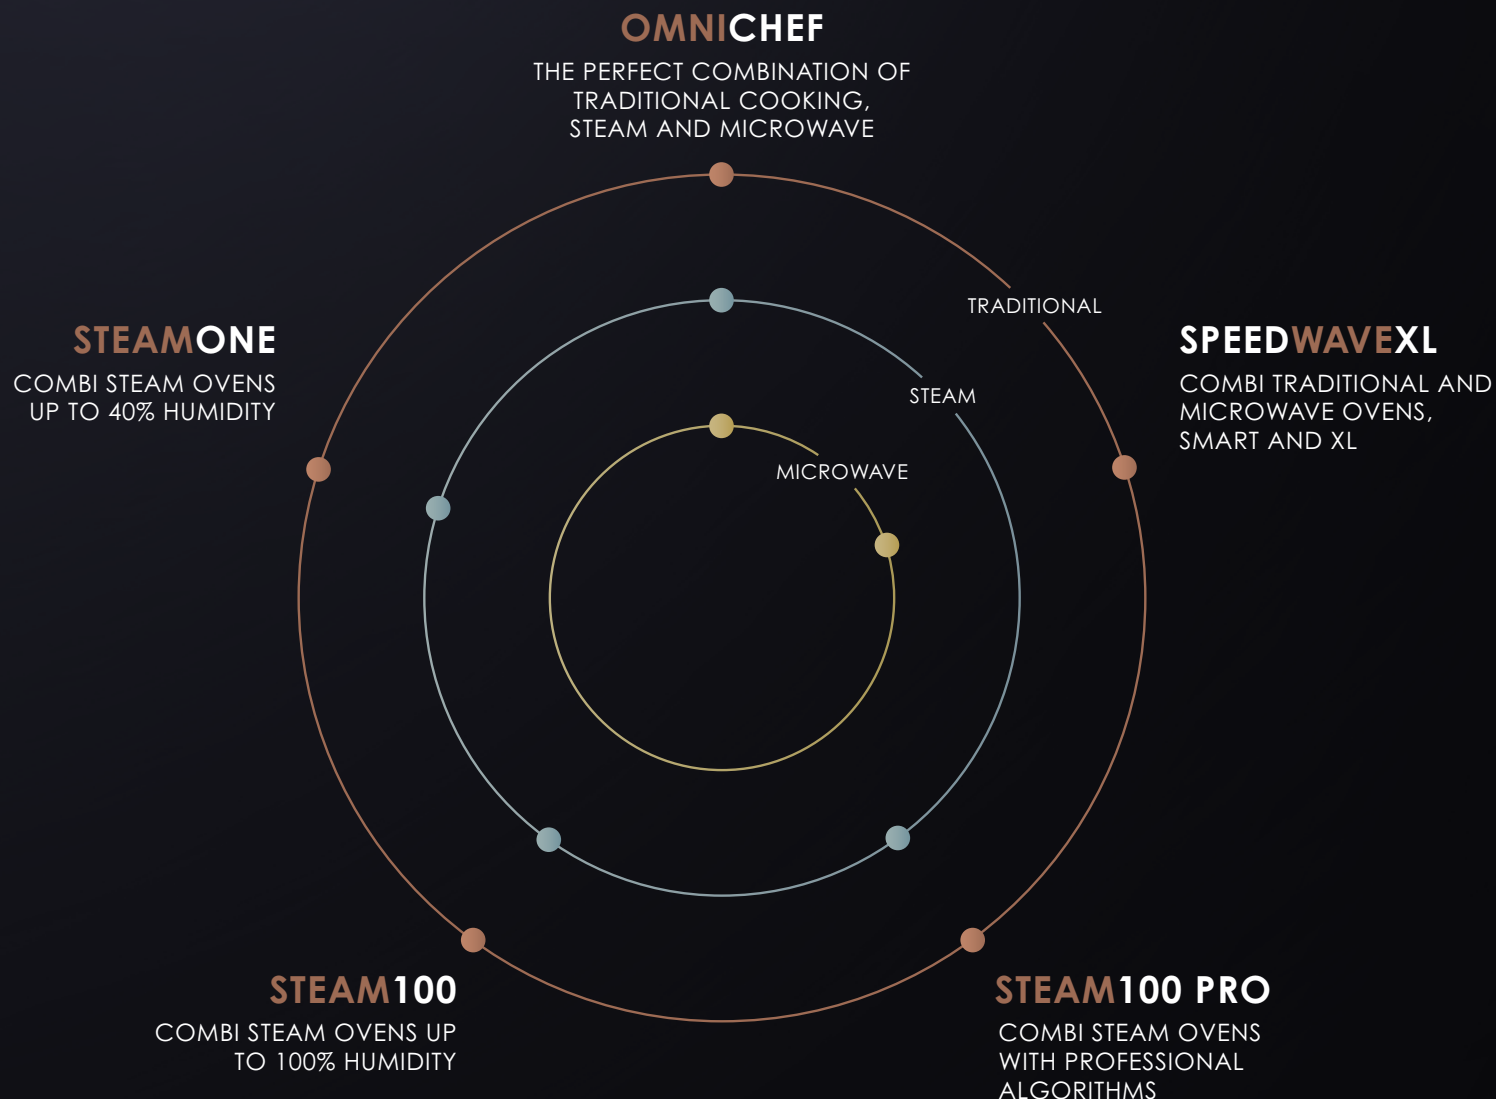 OMNICHEF
THE PERFECT COMBINATION OF
TRADITIONAL COOKING,
STEAM AND MICROWAVE
TRADITIONAL
STEAM
MICROWAVE
STEAMONE
COMBI STEAM OVENS
UP TO 40% HUMIDITY
SPEEDWAVEXL
COMBI TRADITIONAL AND
MICROWAVE OVENS,
SMART AND XL
STEAM100
COMBI STEAM OVENS UP
TO 100% HUMIDITY
STEAM100 PRO
COMBI STEAM OVENS
WITH PROFESSIONAL
ALGORITHMS